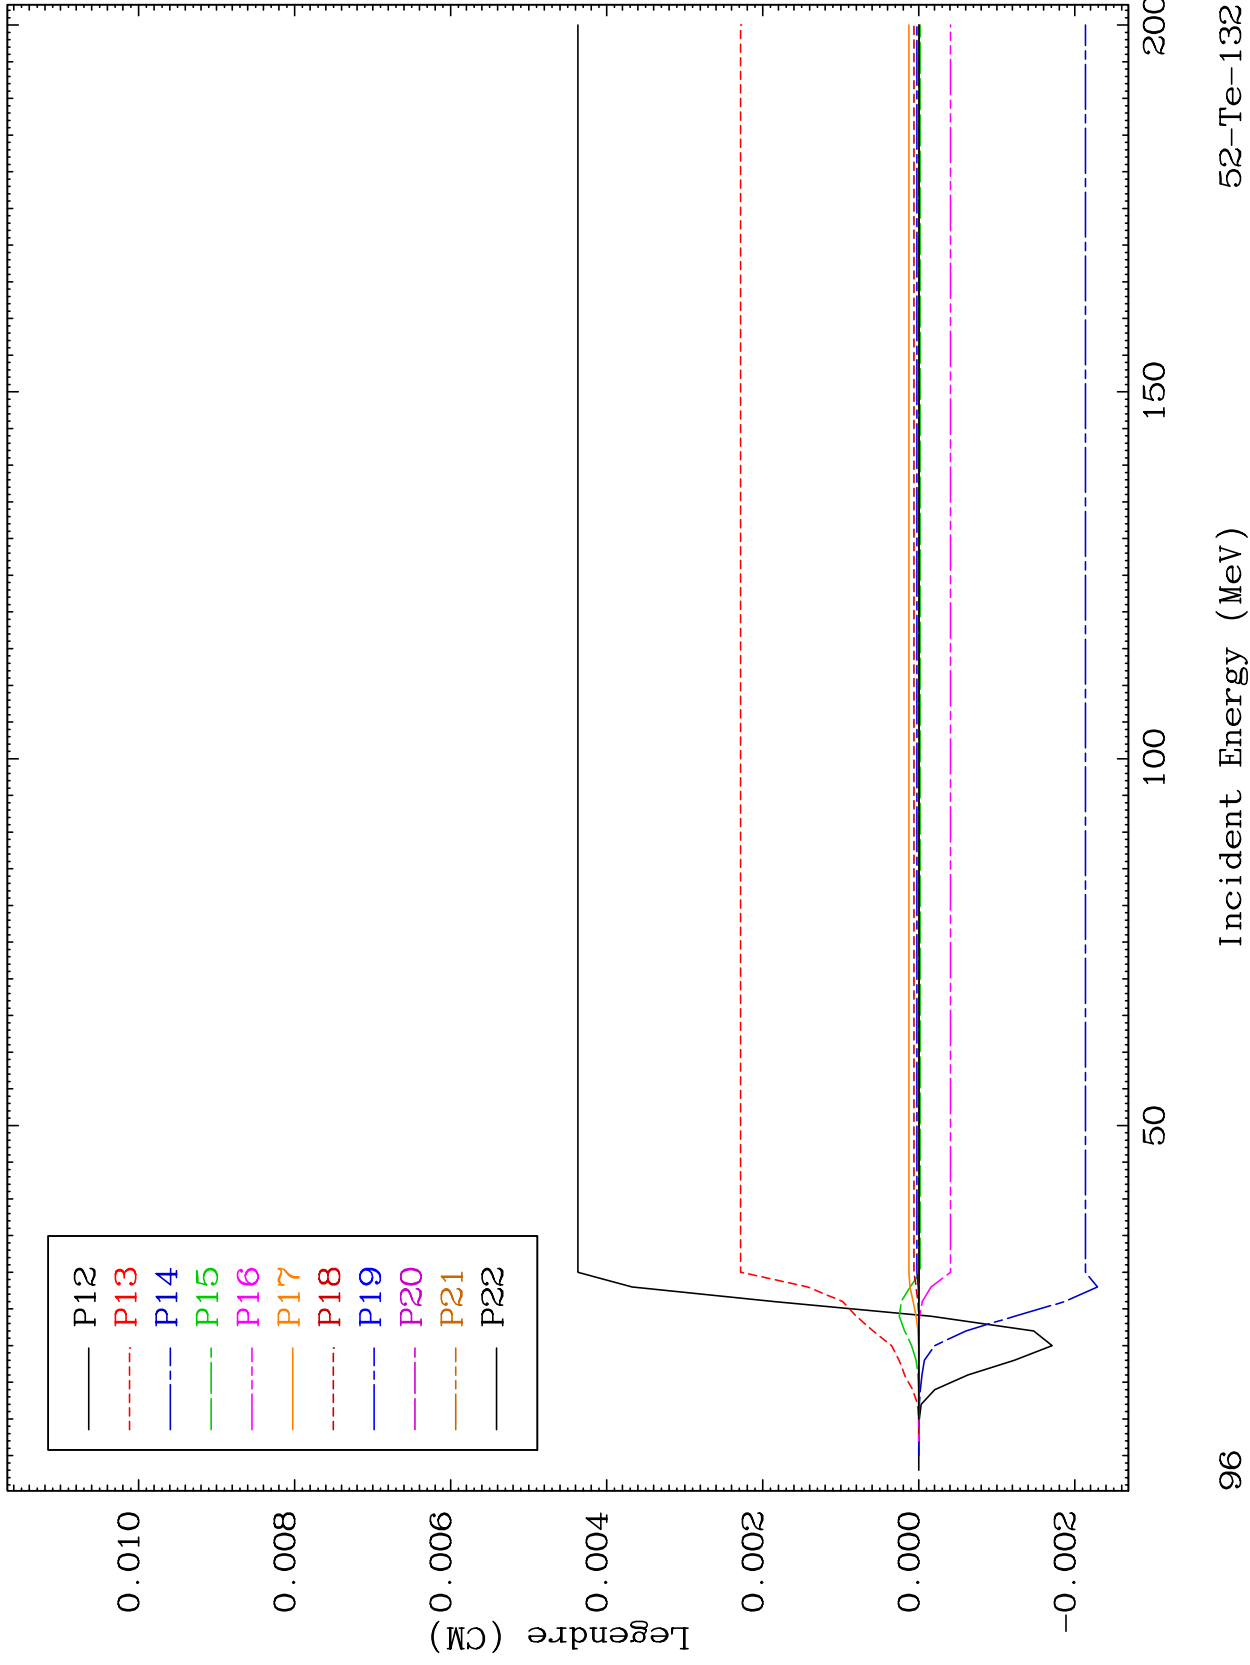 Legendre (CM)
0.010
0.008
0.006
0.004
0.002
0.000
-0.002
P12
P13
P14
P15
P16
P17
P18
P19
P20
P21
P22
50
100
150
200
96
Incident Energy (MeV)
52-Te-132